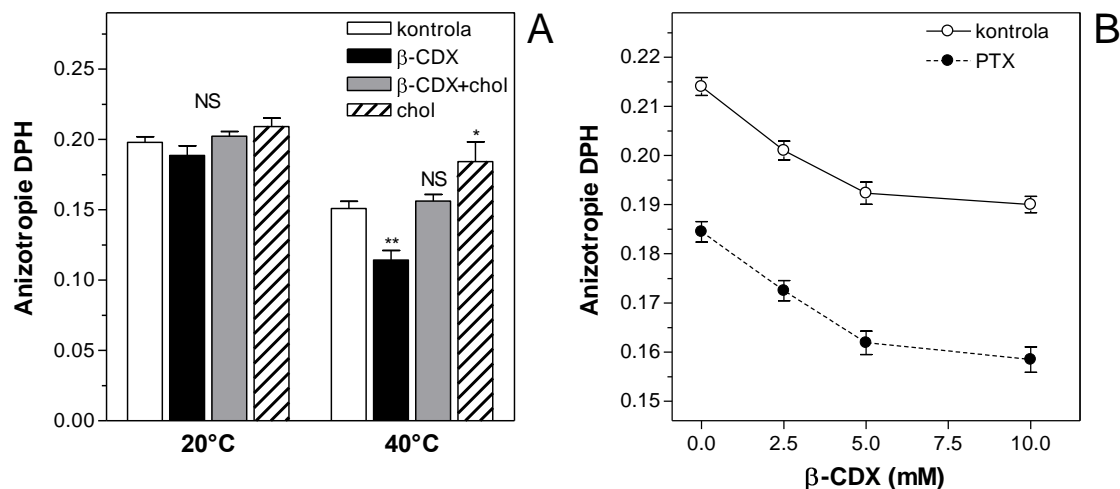 A
kontrola
β-CDX
β-CDX+chol
chol
Anizotropie DPH
0.25
0.20
0.15
0.10
0.05
0.00
NS
NS
*
**
20°C
40°C
B
kontrola
PTX
Anizotropie DPH
0.22
0.21
0.20
0.19
0.18
0.17
0.16
0.15
0.0
2.5
5.0
7.5
10.0
β-CDX (mM)